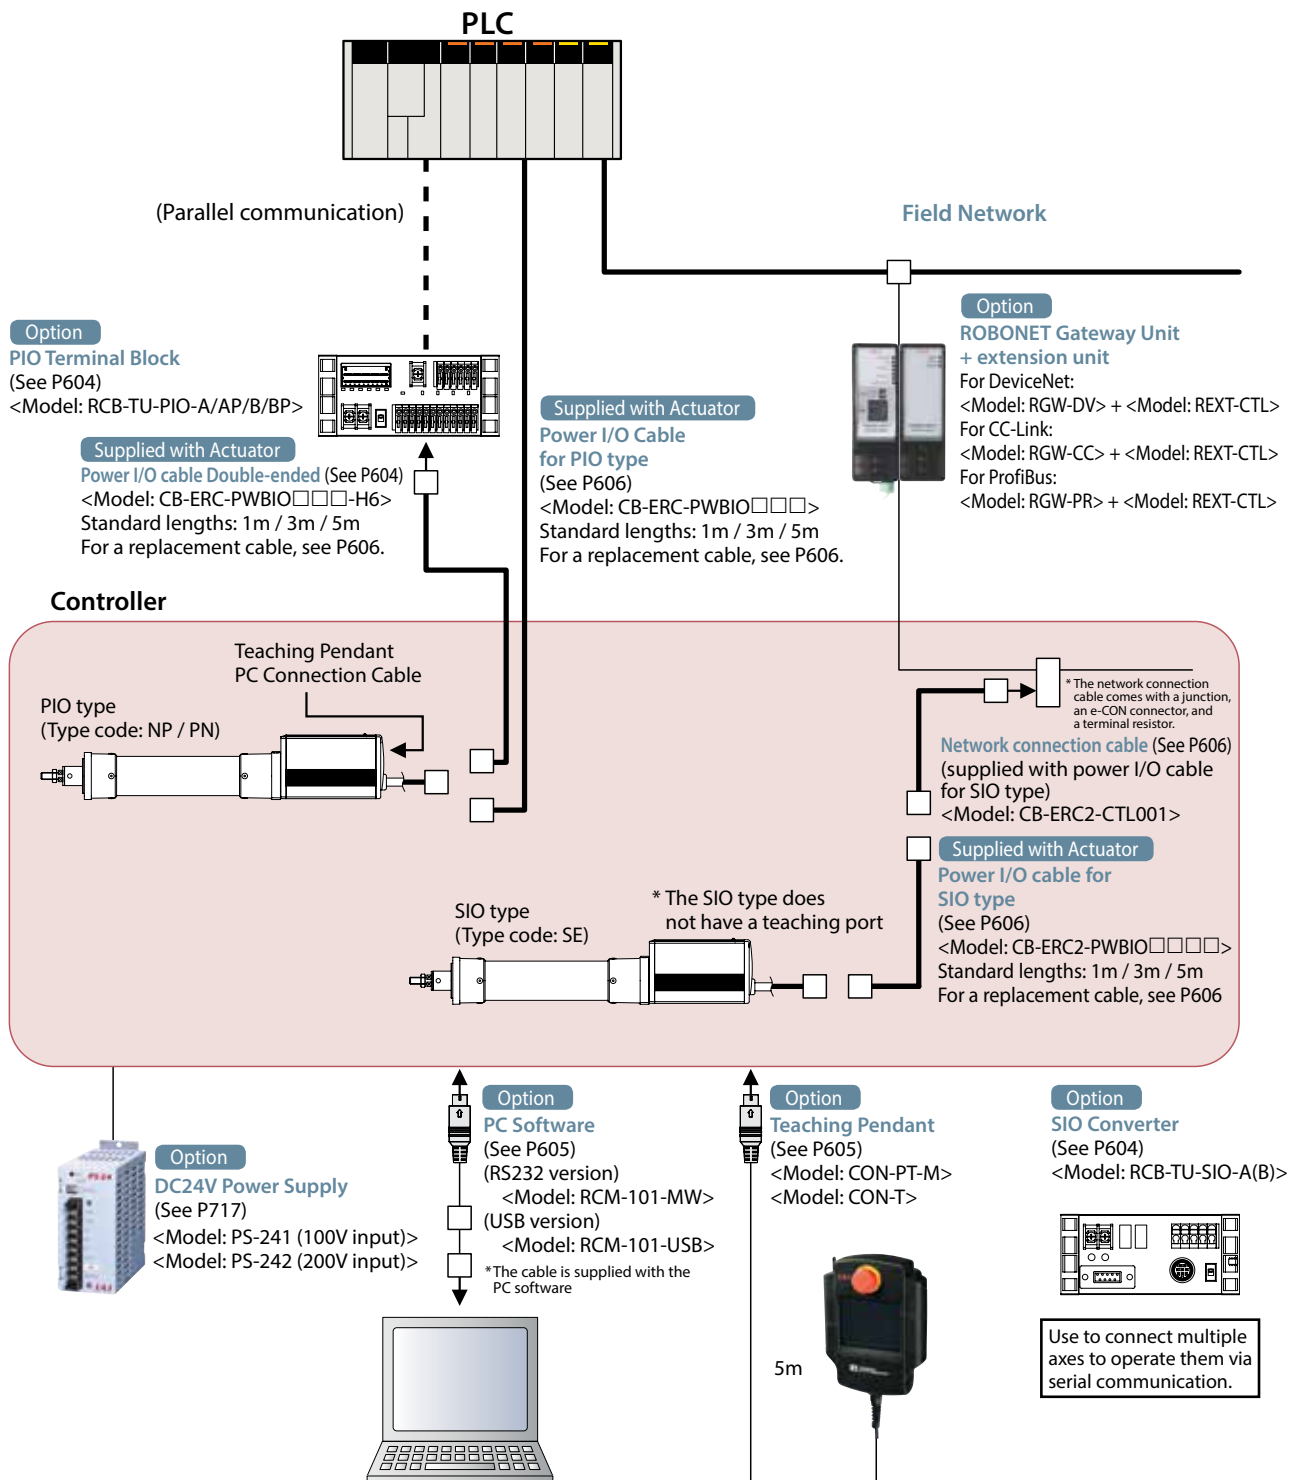 PLC
(Parallel communication)
Field Network
Option
PIO Terminal Block
(See P604)
<Model: RCB-TU-PIO-A/AP/B/BP>
Supplied with Actuator
Power I/O cable Double-ended (See P604)
<Model: CB-ERC-PWBIO□□□-H6>
Standard lengths: 1m / 3m / 5m
For a replacement cable, see P606.
Supplied with Actuator
Power I/O Cable
for PIO type
(See P606)
<Model: CB-ERC-PWBIO□□□>
Standard lengths: 1m / 3m / 5m
For a replacement cable, see P606.
Option
ROBONET Gateway Unit
+ extension unit
For DeviceNet:
<Model: RGW-DV> + <Model: REXT-CTL>
For CC-Link:
<Model: RGW-CC> + <Model: REXT-CTL>
For ProfiBus:
<Model: RGW-PR> + <Model: REXT-CTL>
Controller
Teaching Pendant
PC Connection Cable
PIO type
(Type code: NP / PN)
* The network connection
cable comes with a junction,
an e-CON connector, and
a terminal resistor.
Network connection cable (See P606)
(supplied with power I/O cable
for SIO type)
<Model: CB-ERC2-CTL001>
Supplied with Actuator
Power I/O cable for
SIO type
(See P606)
<Model: CB-ERC2-PWBIO□□□□>
Standard lengths: 1m / 3m / 5m
For a replacement cable, see P606
SIO type
(Type code: SE)
* The SIO type does
not have a teaching port
Option
DC24V Power Supply
(See P717)
<Model: PS-241 (100V input)>
<Model: PS-242 (200V input)>
Option
PC Software
(See P605)
(RS232 version)
<Model: RCM-101-MW>
(USB version)
<Model: RCM-101-USB>
*The cable is supplied with the
PC software
Option
Teaching Pendant
(See P605)
<Model: CON-PT-M>
<Model: CON-T>
5m
Option
SIO Converter
(See P604)
<Model: RCB-TU-SIO-A(B)>
Use to connect multiple
axes to operate them via
serial communication.